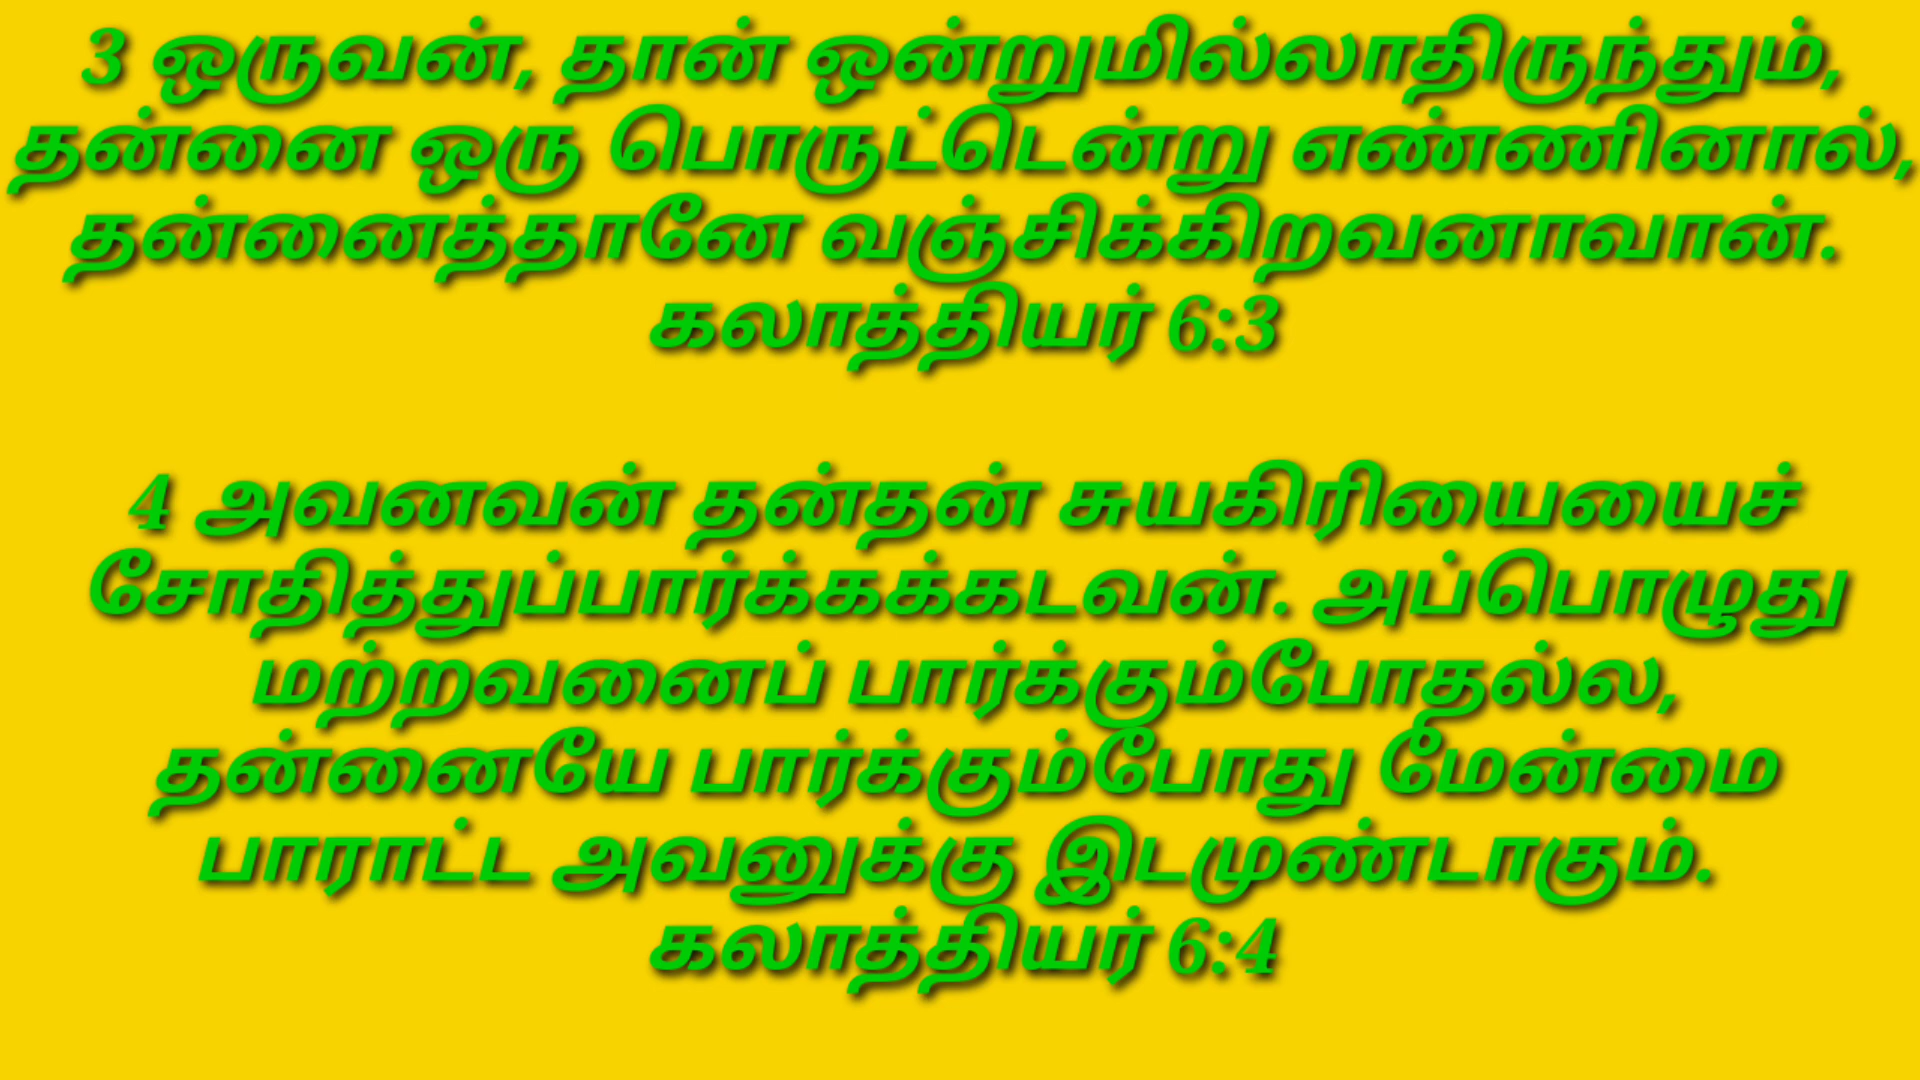 3 ஒருவன், தான் ஒன்றுமில்லாதிருந்தும்,
தன்னை ஒரு பொருட்டென்று எண்ணினால்,
தன்னைத்தானே வஞ்சிக்கிறவனாவான்.
கலாத்தியர் 6:3
4 அவனவன் தன்தன் சுயகிரியையைச்
சோதித்துப்பார்க்கக்கடவன். அப்பொழுது
மற்றவனைப் பார்க்கும்போதல்ல,
தன்னையே பார்க்கும்போது மேன்மை
பாராட்ட அவனுக்கு இடமுண்டாகும்.
கலாத்தியர் 6:4